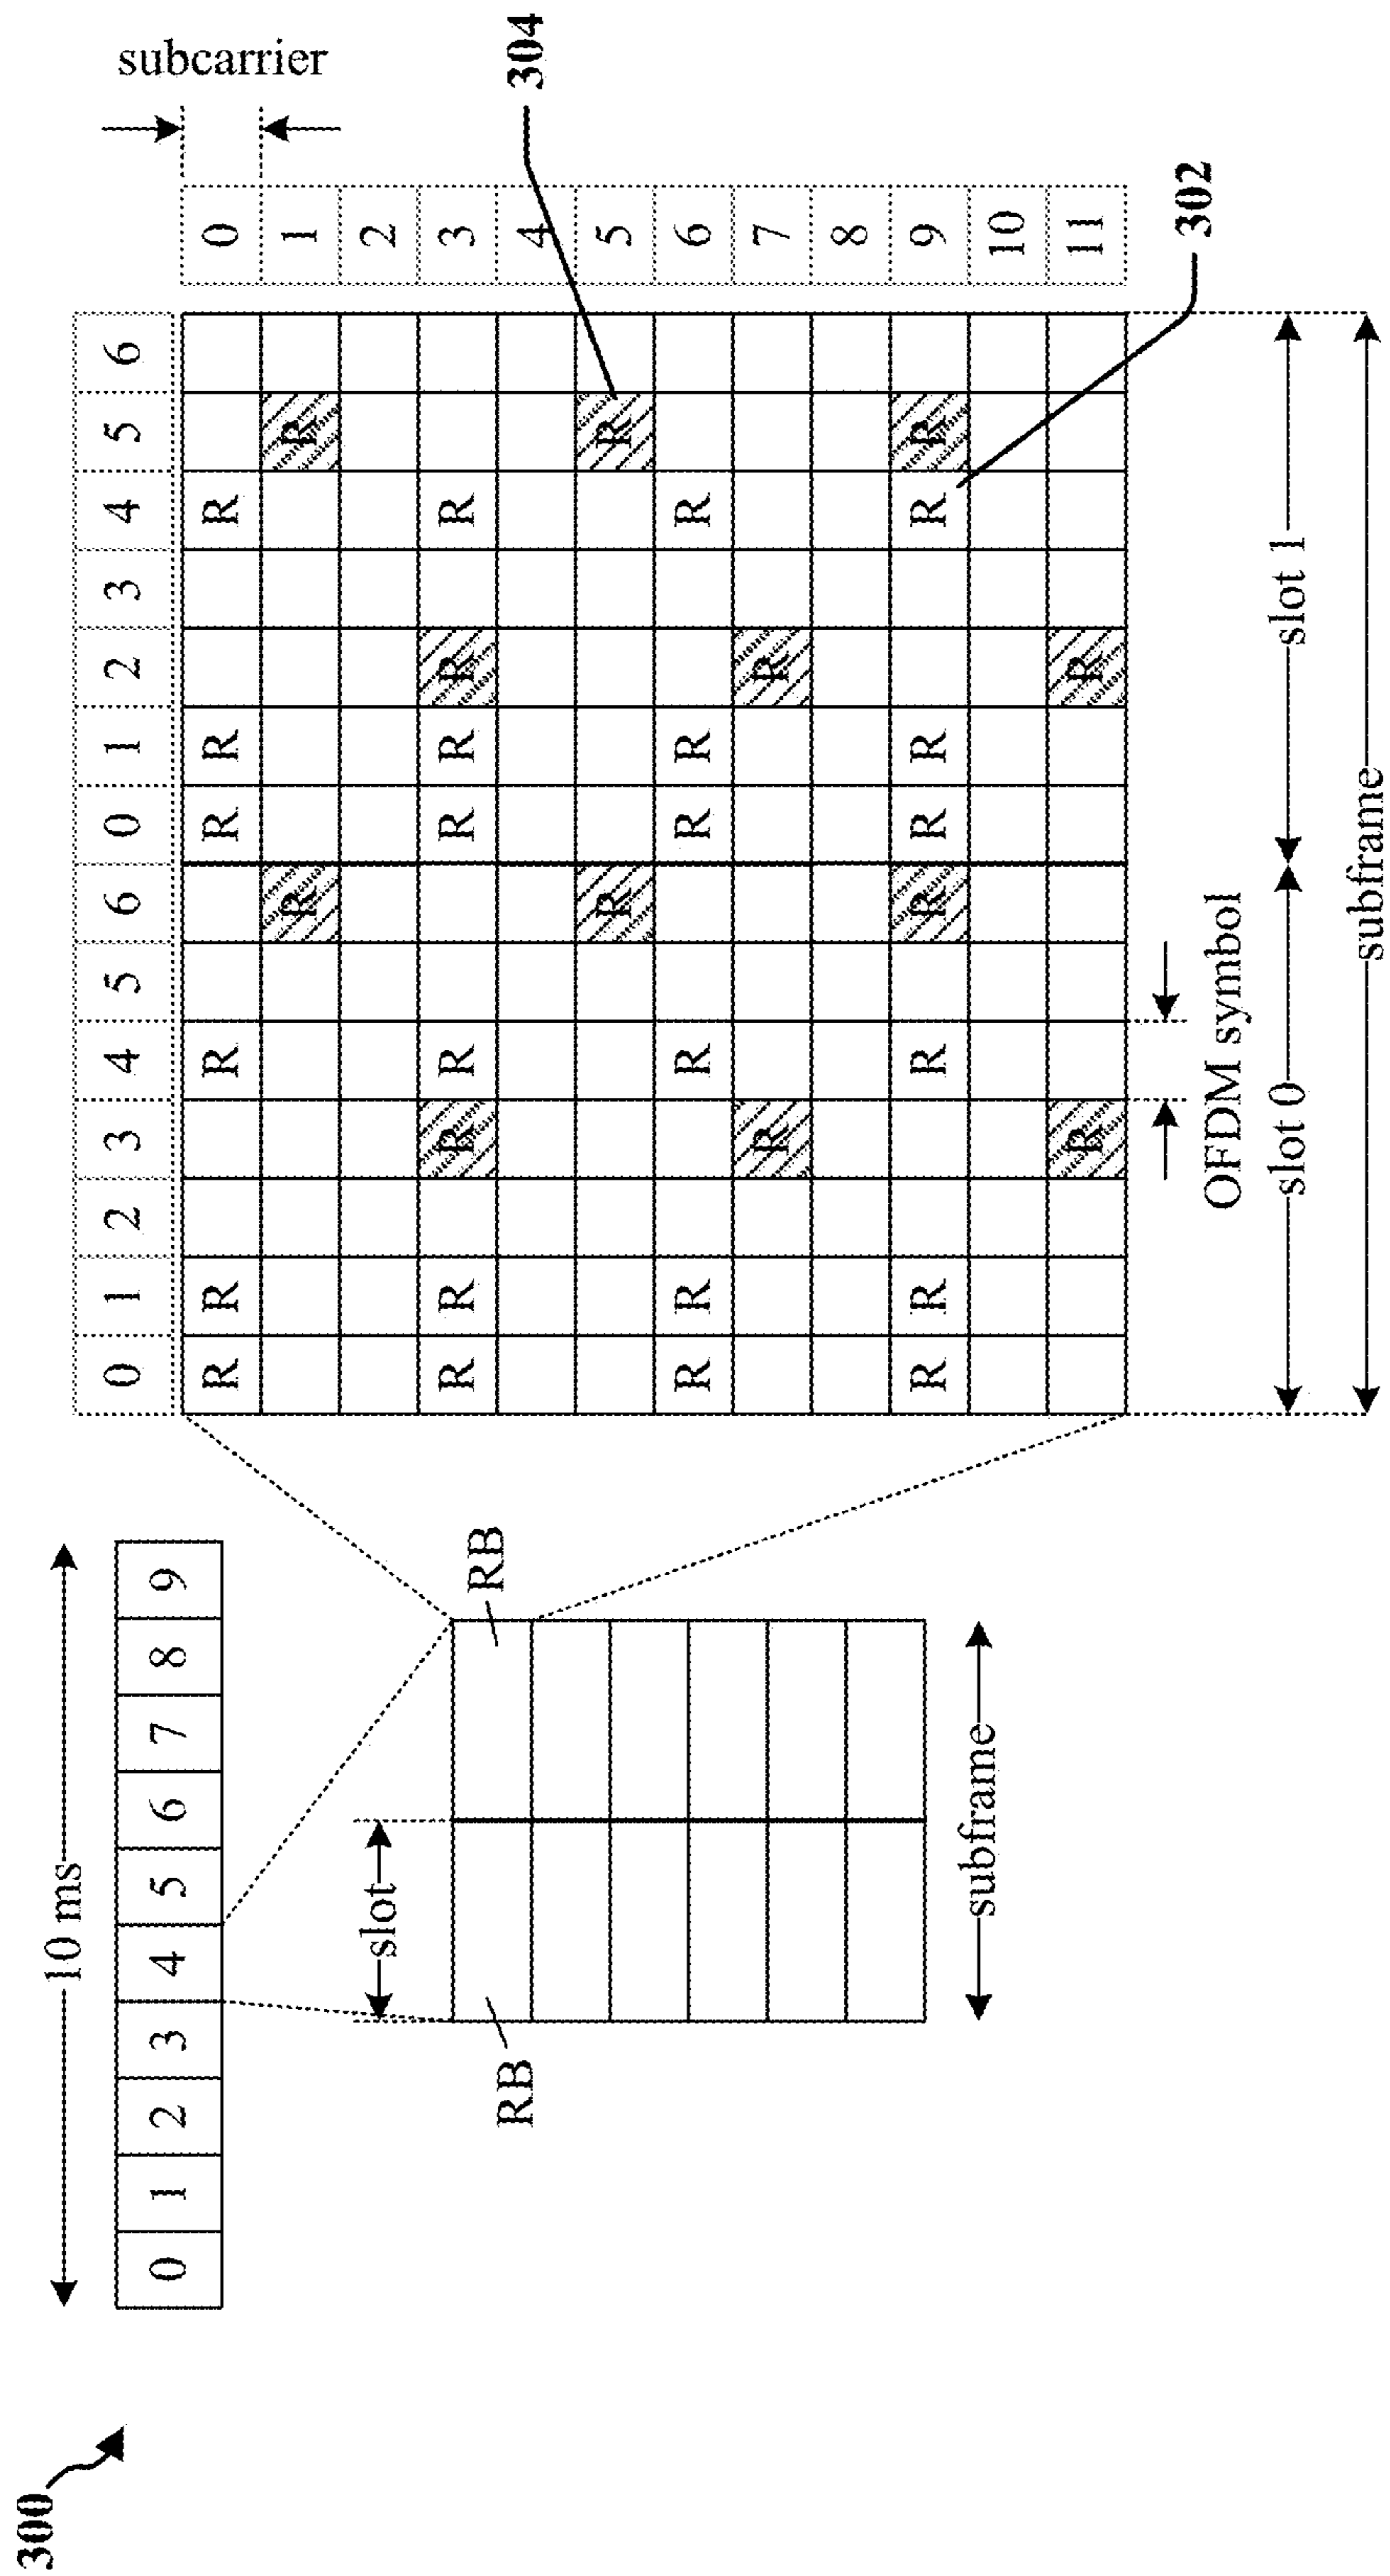 300
10 ms
0 1 2 3 4 5 6 7 8 9
slot
RB
RB
subframe
0 1 2 3 4 5 6 0 1 2 3 4 5 6
subcarrier
R R R R R R 0
R R 1
2
R R R R R R R R 3
4
R R 5
R R R R R R 6
R R 7
8
R R R R R R R R 9
10
R R 11
304
302
OFDM symbol
slot 0 slot 1
subframe